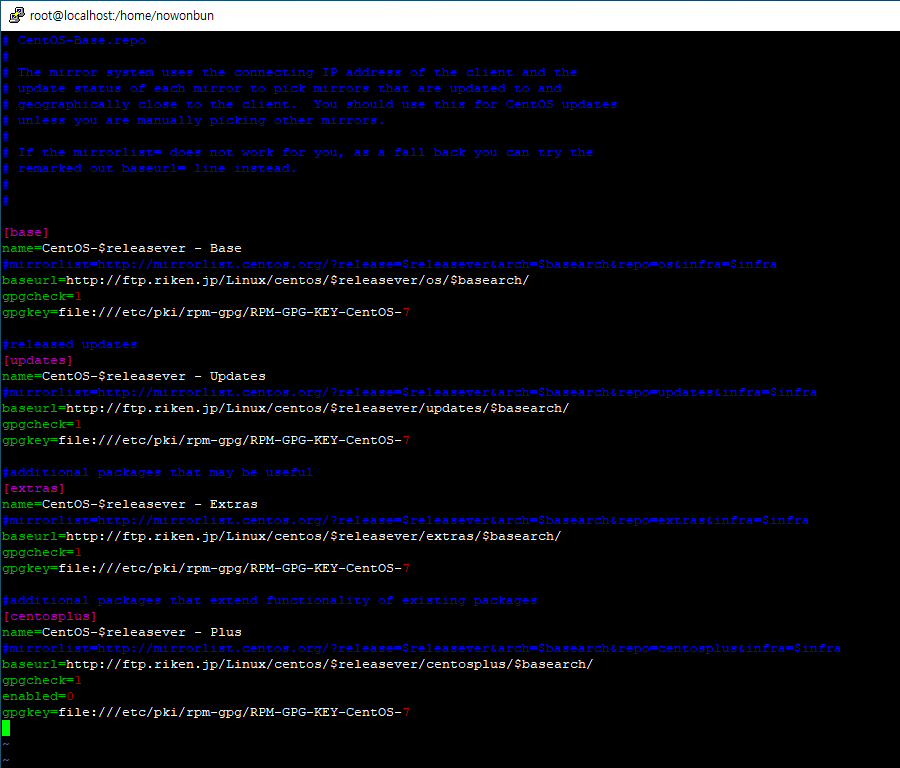 root@localhost:/home/nowonbun
# CentOS-Base.repo
#
# The mirror system uses the connecting IP address of the client and the
# update status of each mirror to pick mirrors that are updated to and
# geographically close to the client.  You should use this for CentOS updates
# unless you are manually picking other mirrors.
#
# If the mirrorlist= does not work for you, as a fall back you can try the
# remarked out baseurl= line instead.
#
#
[base]
name=CentOS-$releasever - Base
#mirrorlist=http://mirrorlist.centos.org/?release=$releasever&arch=$basearch&repo=os&infra=$infra
baseurl=http://ftp.riken.jp/Linux/centos/$releasever/os/$basearch/
gpgcheck=1
gpgkey=file:///etc/pki/rpm-gpg/RPM-GPG-KEY-CentOS-7
#released updates
[updates]
name=CentOS-$releasever - Updates
#mirrorlist=http://mirrorlist.centos.org/?release=$releasever&arch=$basearch&repo=updates&infra=$infra
baseurl=http://ftp.riken.jp/Linux/centos/$releasever/updates/$basearch/
gpgcheck=1
gpgkey=file:///etc/pki/rpm-gpg/RPM-GPG-KEY-CentOS-7
#additional packages that may be useful
[extras]
name=CentOS-$releasever - Extras
#mirrorlist=http://mirrorlist.centos.org/?release=$releasever&arch=$basearch&repo=extras&infra=$infra
baseurl=http://ftp.riken.jp/Linux/centos/$releasever/extras/$basearch/
gpgcheck=1
gpgkey=file:///etc/pki/rpm-gpg/RPM-GPG-KEY-CentOS-7
#additional packages that extend functionality of existing packages
[centosplus]
name=CentOS-$releasever - Plus
#mirrorlist=http://mirrorlist.centos.org/?release=$releasever&arch=$basearch&repo=centosplus&infra=$infra
baseurl=http://ftp.riken.jp/Linux/centos/$releasever/centosplus/$basearch/
gpgcheck=1
enabled=0
gpgkey=file:///etc/pki/rpm-gpg/RPM-GPG-KEY-CentOS-7
~
~